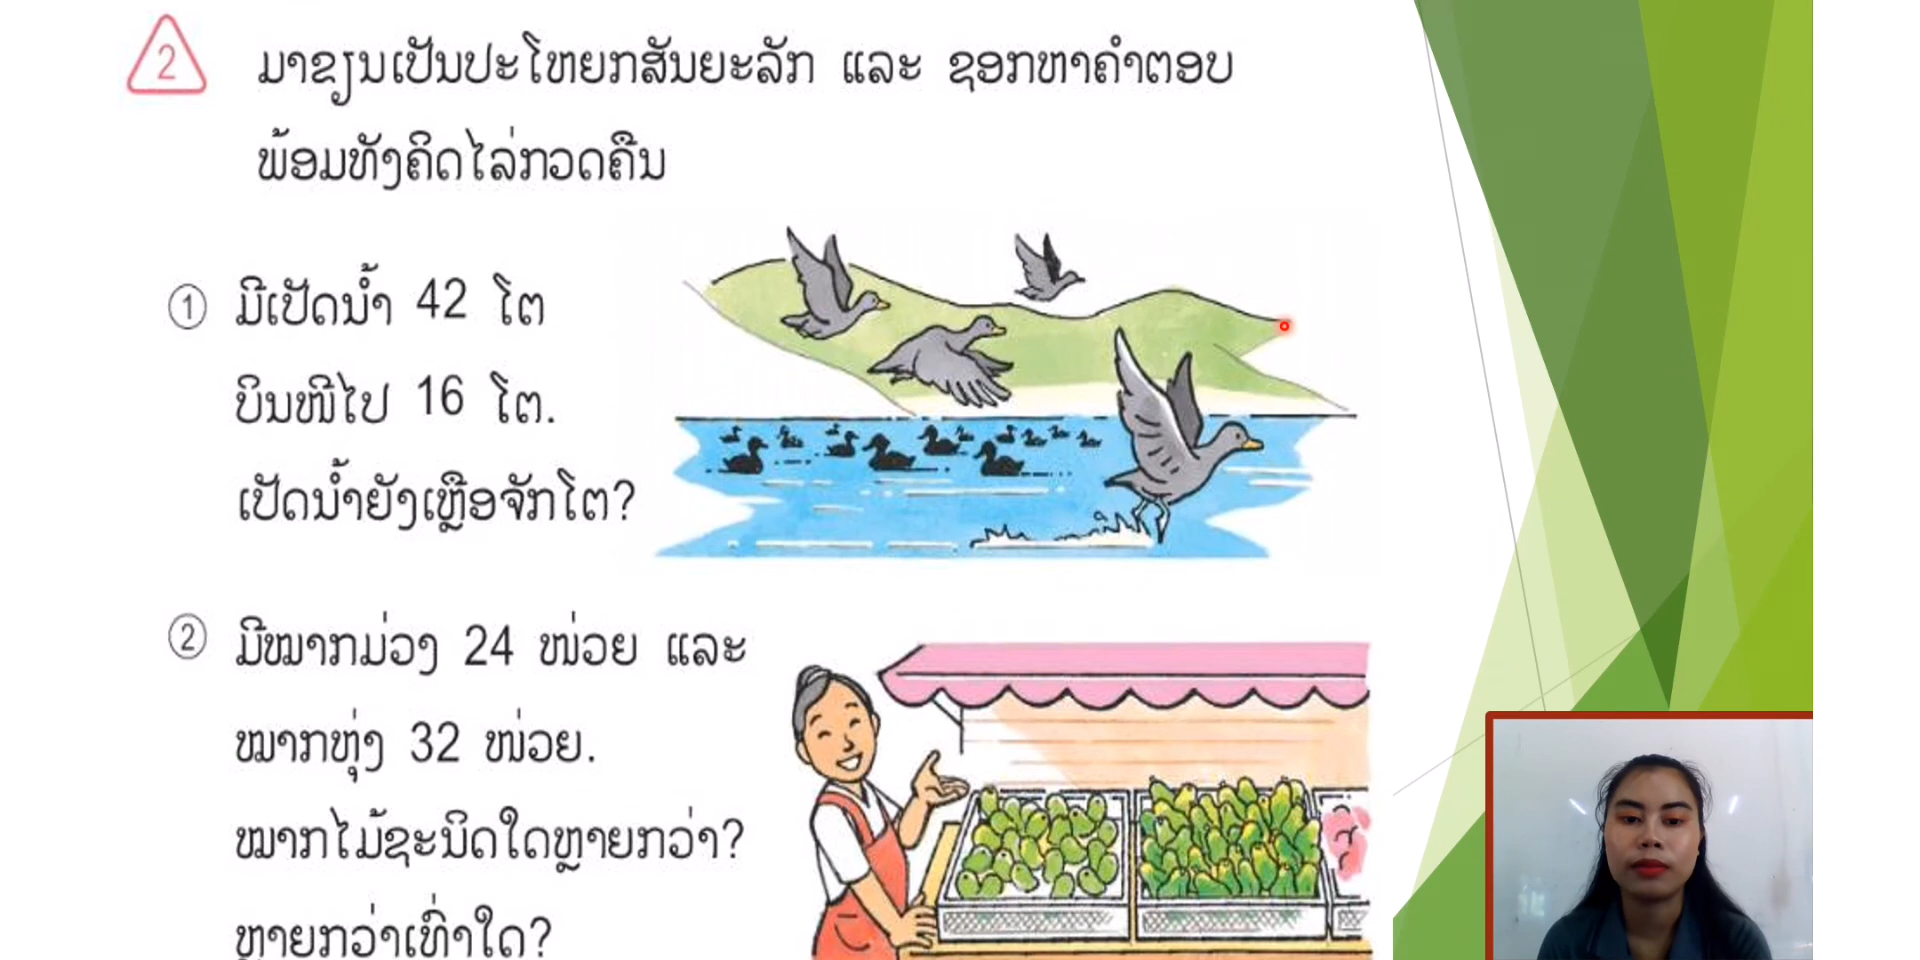 2 ມາຂຽນເປັນປະໂຫຍກສັນຍະລັກ ແລະ ຊອກຫາຄຳຕອບ
ພ້ອມທັງຄິດໄລ່ກວດຄືນ
① ມີເປັດນ້ຳ 42 ໂຕ
ບິນໜີໄປ 16 ໂຕ.
ເປັດນ້ຳຍັງເຫຼືອຈັກໂຕ?
② ມີໝາກມ່ວງ 24 ໜ່ວຍ ແລະ
ໝາກຫຸ່ງ 32 ໜ່ວຍ.
ໝາກໄມ້ຊະນິດໃດຫຼາຍກວ່າ?
ຫຼາຍກວ່າເທົ່າໃດ?